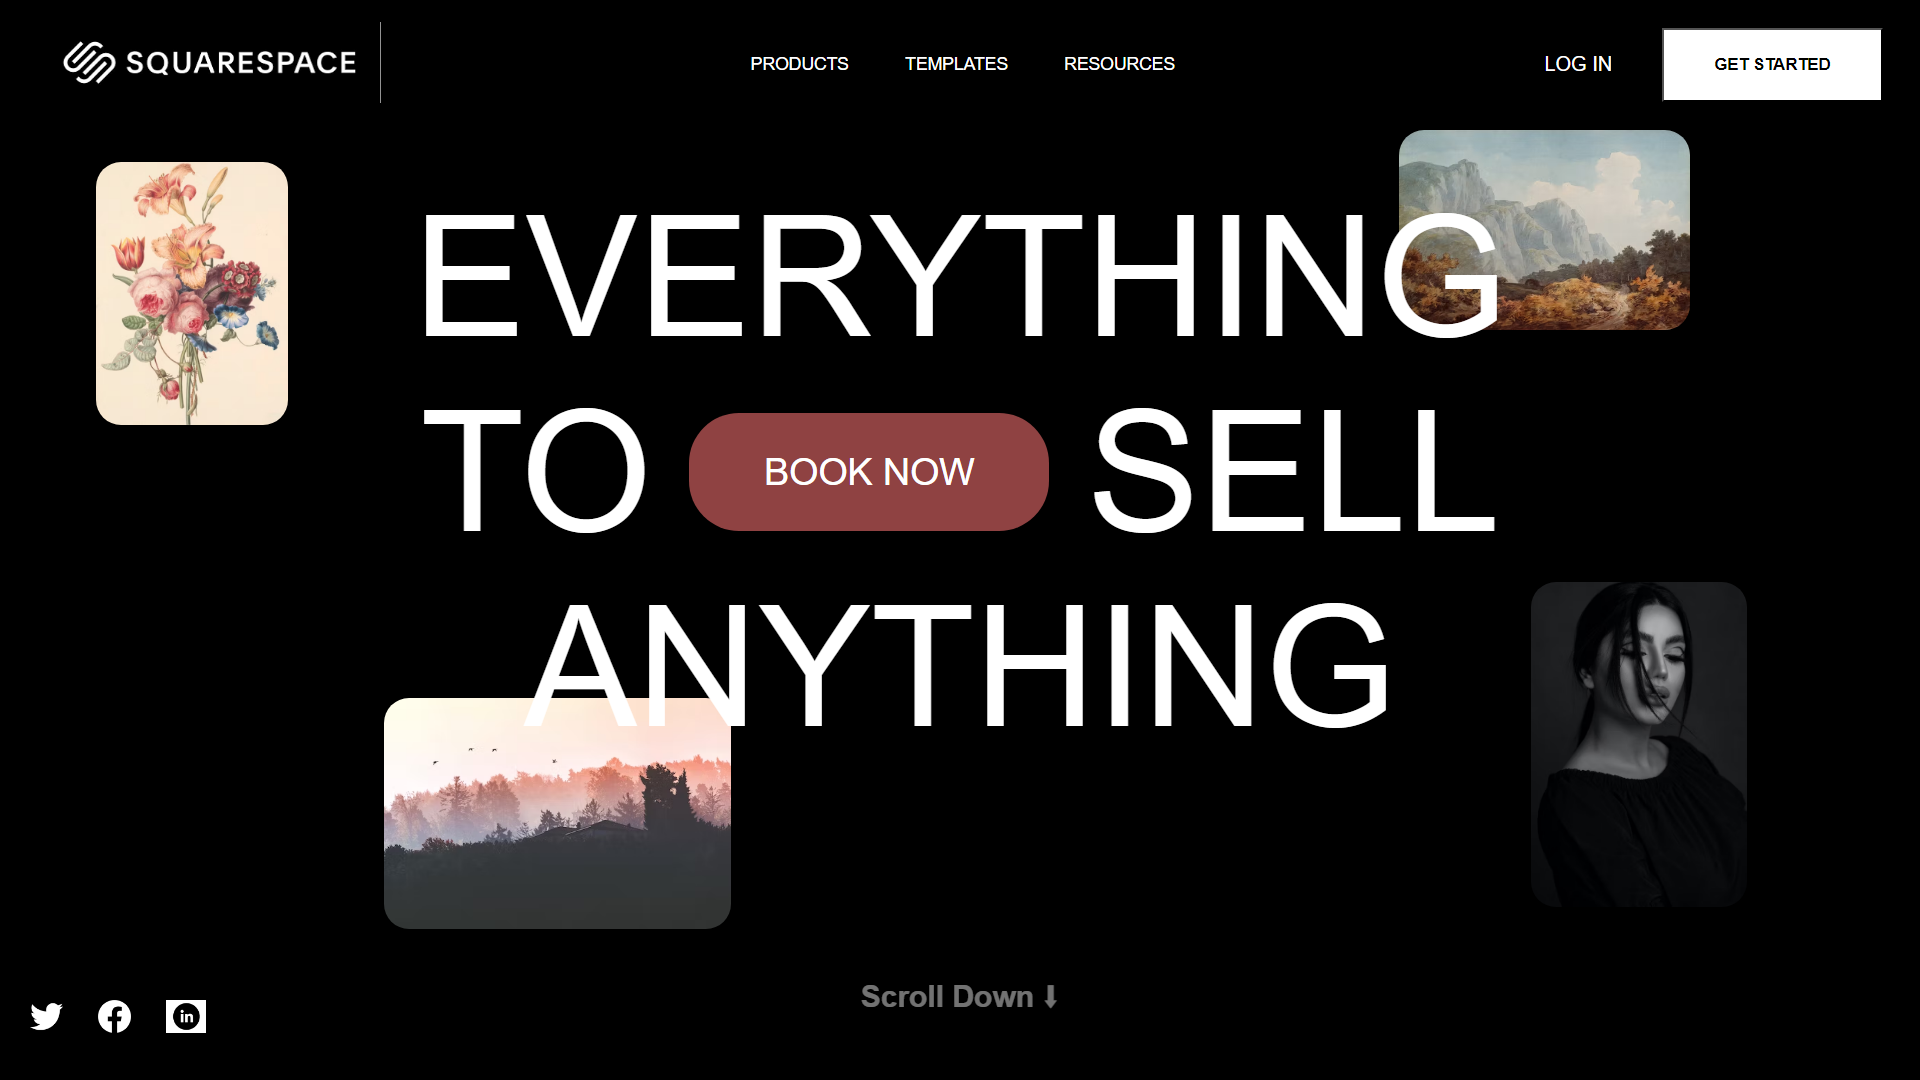 SQUARESPACE
PRODUCTS TEMPLATES RESOURCES
LOG IN
GET STARTED
EVERYTHING
TO BOOK NOW SELL
ANYTHING
Scroll Down ⬇
in